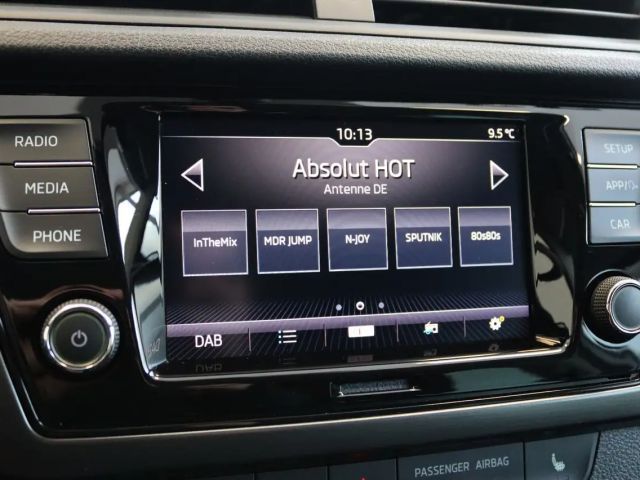 10:13
9.5 °C
RADIO
MEDIA
PHONE
Absolut HOT
Antenne DE
InTheMix
MDR JUMP
N-JOY
SPUTNIK
80s80s
DAB
SETUP
CAR
PASSENGER AIRBAG